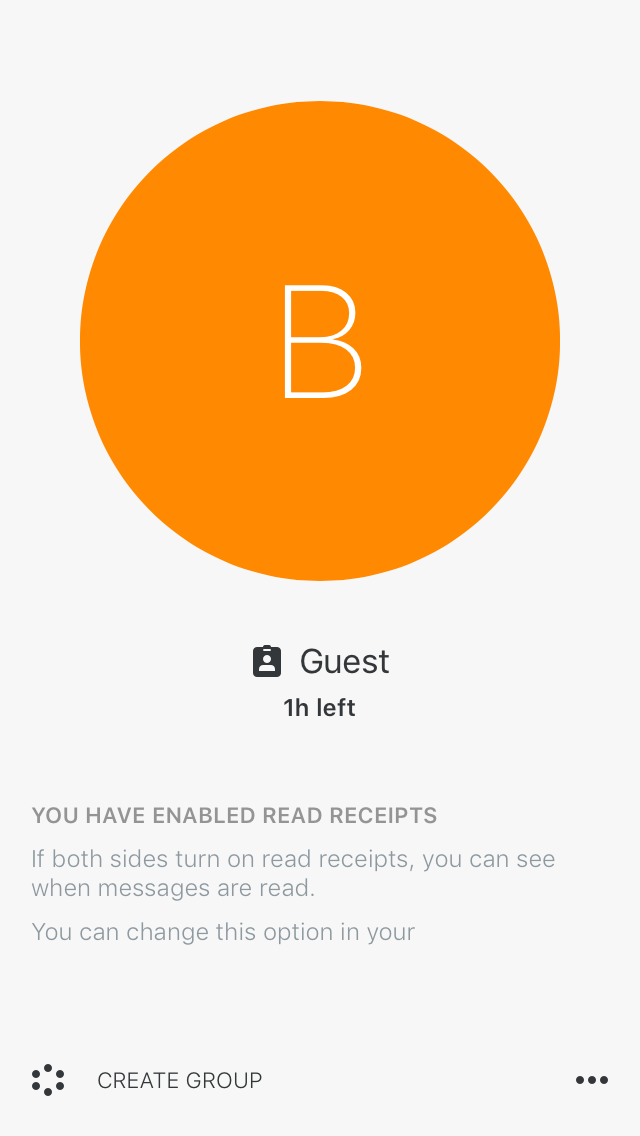 B
Guest
1h left
YOU HAVE ENABLED READ RECEIPTS
If both sides turn on read receipts, you can see
when messages are read.
You can change this option in your
CREATE GROUP